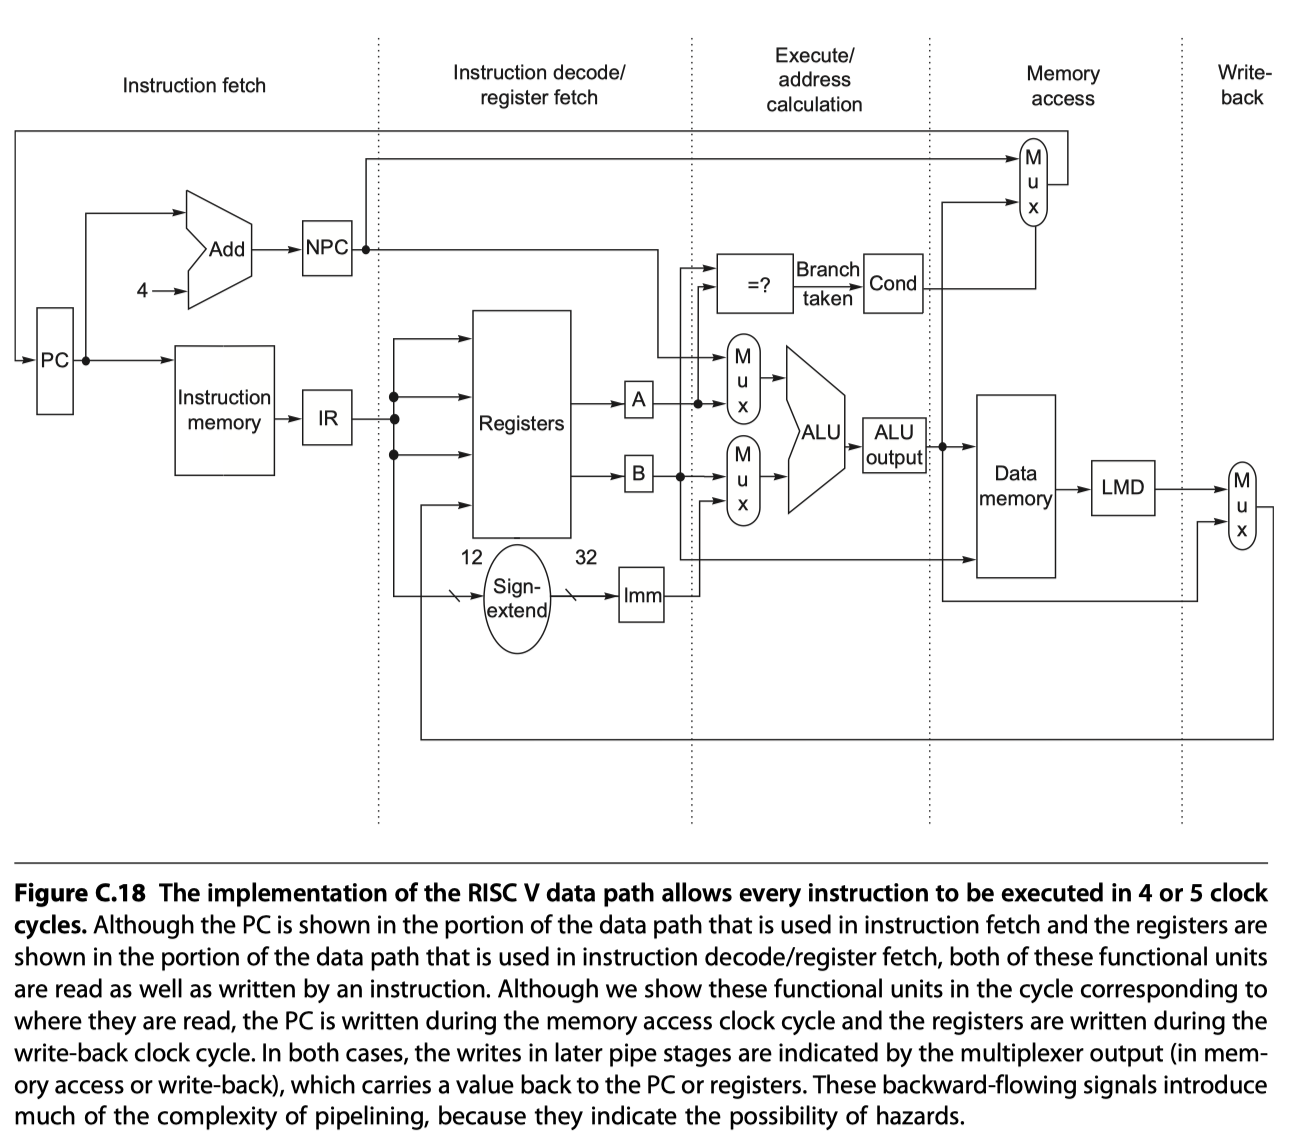 Instruction fetch
Instruction decode/
register fetch
Execute/
address
calculation
Memory
access
Write-
back
M
u
x
Add
NPC
4
=?
Branch
taken
Cond
PC
Instruction
memory
IR
Registers
A
B
M
u
x
M
u
x
ALU
ALU
output
Data
memory
LMD
M
u
x
12
32
Sign-
extend
Imm
Figure C.18 The implementation of the RISC V data path allows every instruction to be executed in 4 or 5 clock
cycles. Although the PC is shown in the portion of the data path that is used in instruction fetch and the registers are
shown in the portion of the data path that is used in instruction decode/register fetch, both of these functional units
are read as well as written by an instruction. Although we show these functional units in the cycle corresponding to
where they are read, the PC is written during the memory access clock cycle and the registers are written during the
write-back clock cycle. In both cases, the writes in later pipe stages are indicated by the multiplexer output (in mem-
ory access or write-back), which carries a value back to the PC or registers. These backward-flowing signals introduce
much of the complexity of pipelining, because they indicate the possibility of hazards.